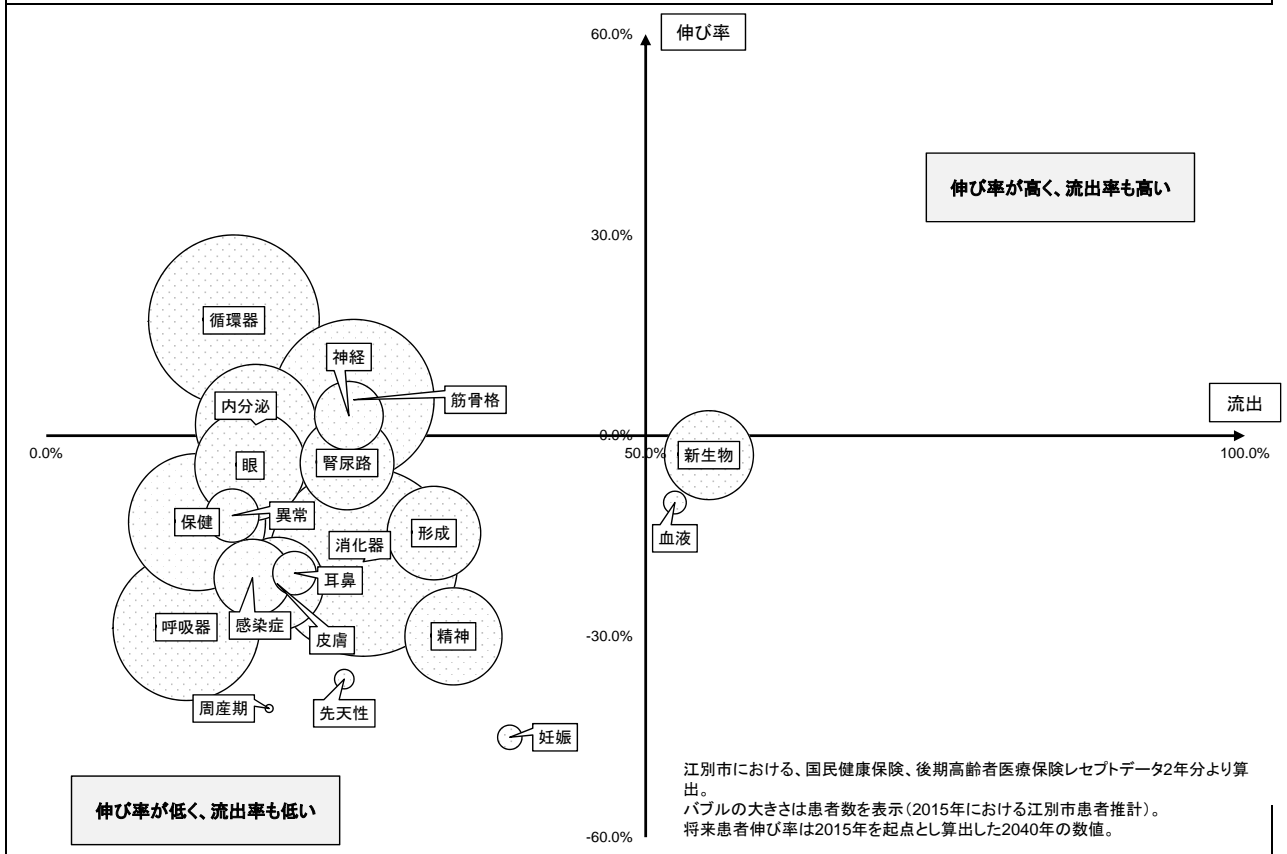 60.0%
伸び率
伸び率が高く、流出率も高い
30.0%
循環器
神経
筋骨格
内分泌
流出
0.0%
0.0%
50.0%
100.0%
眼
腎尿路
新生物
保健
異常
形成
消化器
血液
耳鼻
呼吸器
感染症
皮膚
-30.0%
精神
周産期
先天性
妊娠
江別市における、国民健康保険、後期高齢者医療保険レセプトデータ2年分より算
出。
バブルの大きさは患者数を表示(2015年における江別市患者推計)。
将来患者伸び率は2015年を起点とし算出した2040年の数値。
伸び率が低く、流出率も低い
-60.0%